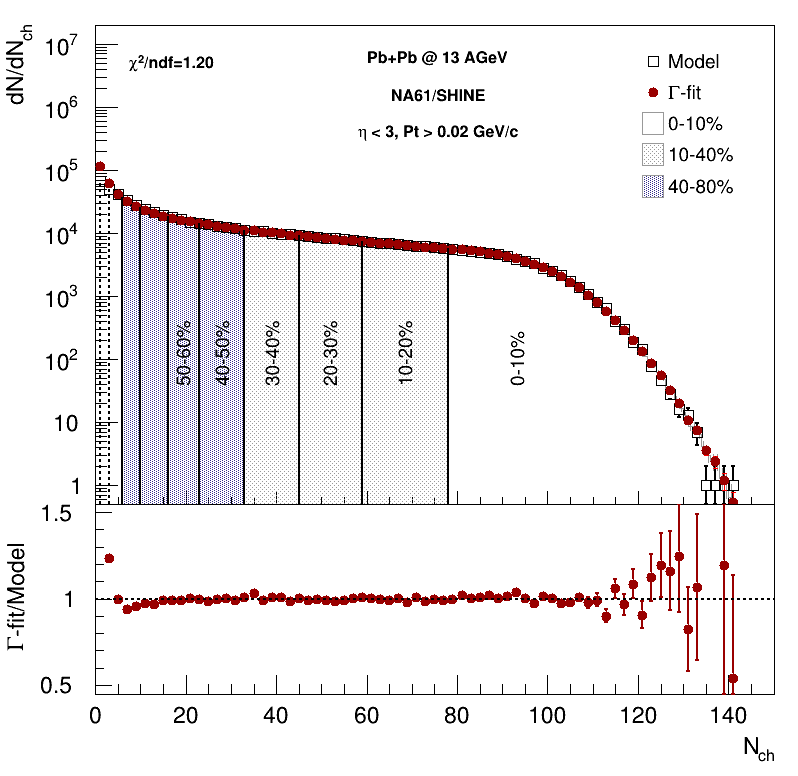 dN/dN_ch
10^7
10^6
10^5
10^4
10^3
10^2
10
1
χ²/ndf=1.20
Pb+Pb @ 13 AGeV
NA61/SHINE
η < 3, Pt > 0.02 GeV/c
Model
Γ-fit
0-10%
10-40%
40-80%
50-60%
40-50%
30-40%
20-30%
10-20%
0-10%
Γ-fit/Model
1.5
1
0.5
0 20 40 60 80 100 120 140
N_ch